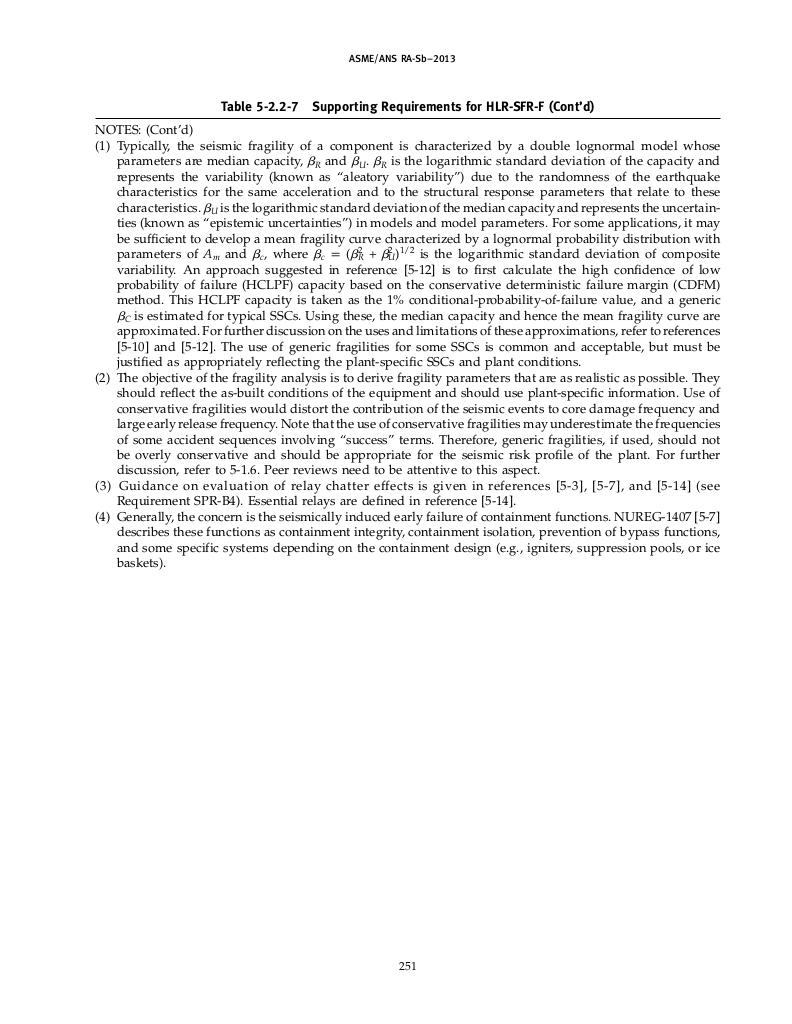 ASME/ANS RA-Sb–2013
Table 5-2.2-7 Supporting Requirements for HLR-SFR-F (Cont'd)
NOTES: (Cont'd)
(1) Typically, the seismic fragility of a component is characterized by a double lognormal model whose
parameters are median capacity, βR and βU. βR is the logarithmic standard deviation of the capacity and
represents the variability (known as “aleatory variability”) due to the randomness of the earthquake
characteristics for the same acceleration and to the structural response parameters that relate to these
characteristics. βU is the logarithmic standard deviation of the median capacity and represents the uncertain-
ties (known as “epistemic uncertainties”) in models and model parameters. For some applications, it may
be sufficient to develop a mean fragility curve characterized by a lognormal probability distribution with
parameters of Am and βc, where βc = (β²R + β²U)^1/2 is the logarithmic standard deviation of composite
variability. An approach suggested in reference [5-12] is to first calculate the high confidence of low
probability of failure (HCLPF) capacity based on the conservative deterministic failure margin (CDFM)
method. This HCLPF capacity is taken as the 1% conditional-probability-of-failure value, and a generic
βC is estimated for typical SSCs. Using these, the median capacity and hence the mean fragility curve are
approximated. For further discussion on the uses and limitations of these approximations, refer to references
[5-10] and [5-12]. The use of generic fragilities for some SSCs is common and acceptable, but must be
justified as appropriately reflecting the plant-specific SSCs and plant conditions.
(2) The objective of the fragility analysis is to derive fragility parameters that are as realistic as possible. They
should reflect the as-built conditions of the equipment and should use plant-specific information. Use of
conservative fragilities would distort the contribution of the seismic events to core damage frequency and
large early release frequency. Note that the use of conservative fragilities may underestimate the frequencies
of some accident sequences involving “success” terms. Therefore, generic fragilities, if used, should not
be overly conservative and should be appropriate for the seismic risk profile of the plant. For further
discussion, refer to 5-1.6. Peer reviews need to be attentive to this aspect.
(3) Guidance on evaluation of relay chatter effects is given in references [5-3], [5-7], and [5-14] (see
Requirement SPR-B4). Essential relays are defined in reference [5-14].
(4) Generally, the concern is the seismically induced early failure of containment functions. NUREG-1407 [5-7]
describes these functions as containment integrity, containment isolation, prevention of bypass functions,
and some specific systems depending on the containment design (e.g., igniters, suppression pools, or ice
baskets).
251